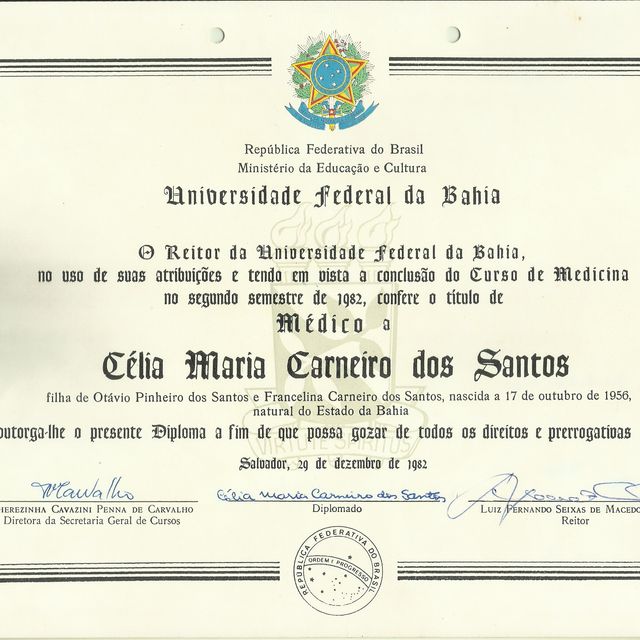 República Federativa do Brasil
Ministério da Educação e Cultura
Universidade Federal da Bahia
O Reitor da Universidade Federal da Bahia,
no uso de suas atribuições e tendo em vista a conclusão do Curso de Medicina
no segundo semestre de 1982, confere o título de
Médico a
Célia Maria Carneiro dos Santos
filha de Otávio Pinheiro dos Santos e Francelina Carneiro dos Santos, nascida a 17 de outubro de 1956,
natural do Estado da Bahia
outorga-lhe o presente Diploma a fim de que possa gozar de todos os direitos e prerrogativas
VIRTUTE SPIRITUS
Salvador, 29 de dezembro de 1982
Célia Maria Carneiro dos Santos
HEREZINHA CAVAZINI PENNA DE CARVALHO
Diretora da Secretaria Geral de Cursos
Diplomado
LUIZ FERNANDO SEIXAS DE MACEDO
Reitor
REPÚBLICA FEDERATIVA DO BRASIL
ORDEM E PROGRESSO